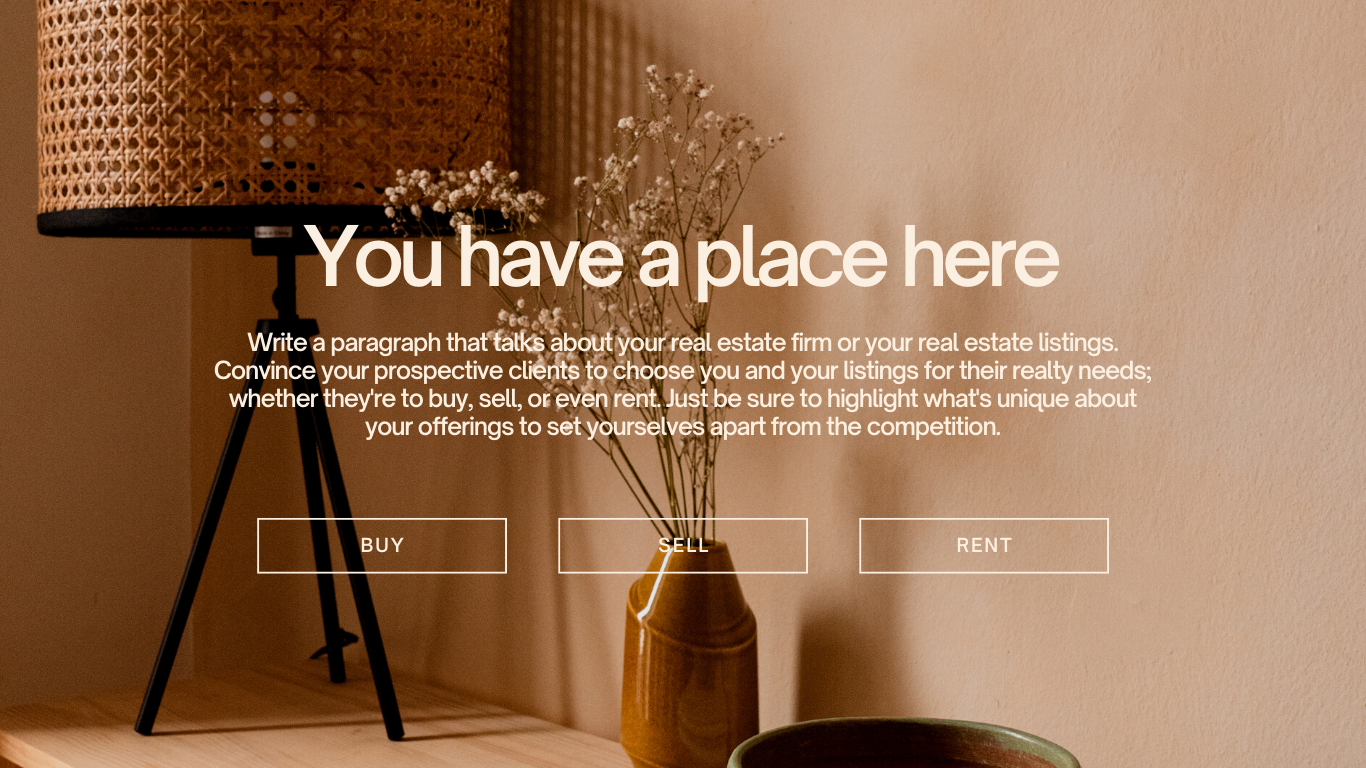 You have a place here
Write a paragraph that talks about your real estate firm or your real estate listings.
Convince your prospective clients to choose you and your listings for their realty needs;
whether they're to buy, sell, or even rent. Just be sure to highlight what's unique about
your offerings to set yourselves apart from the competition.
BUY
SELL
RENT